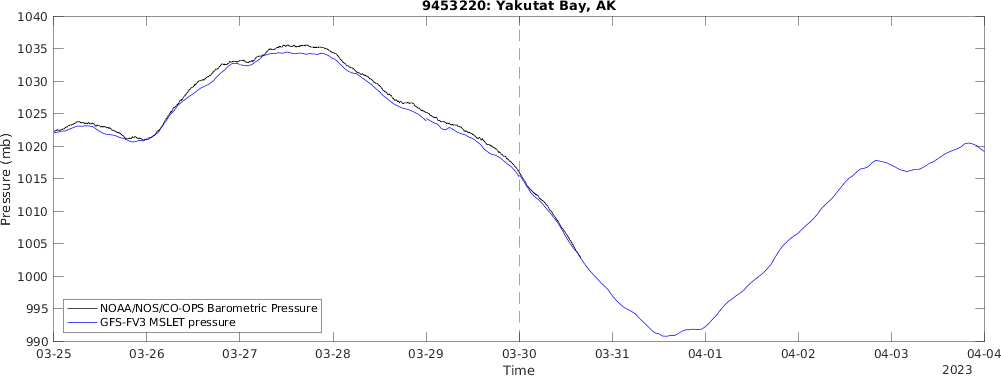 9453220: Yakutat Bay, AK
Pressure (mb)
1040
1035
1030
1025
1020
1015
1010
1005
1000
995
990
NOAA/NOS/CO-OPS Barometric Pressure
GFS-FV3 MSLET pressure
03-25 03-26 03-27 03-28 03-29 03-30 03-31 04-01 04-02 04-03 04-04
Time
2023